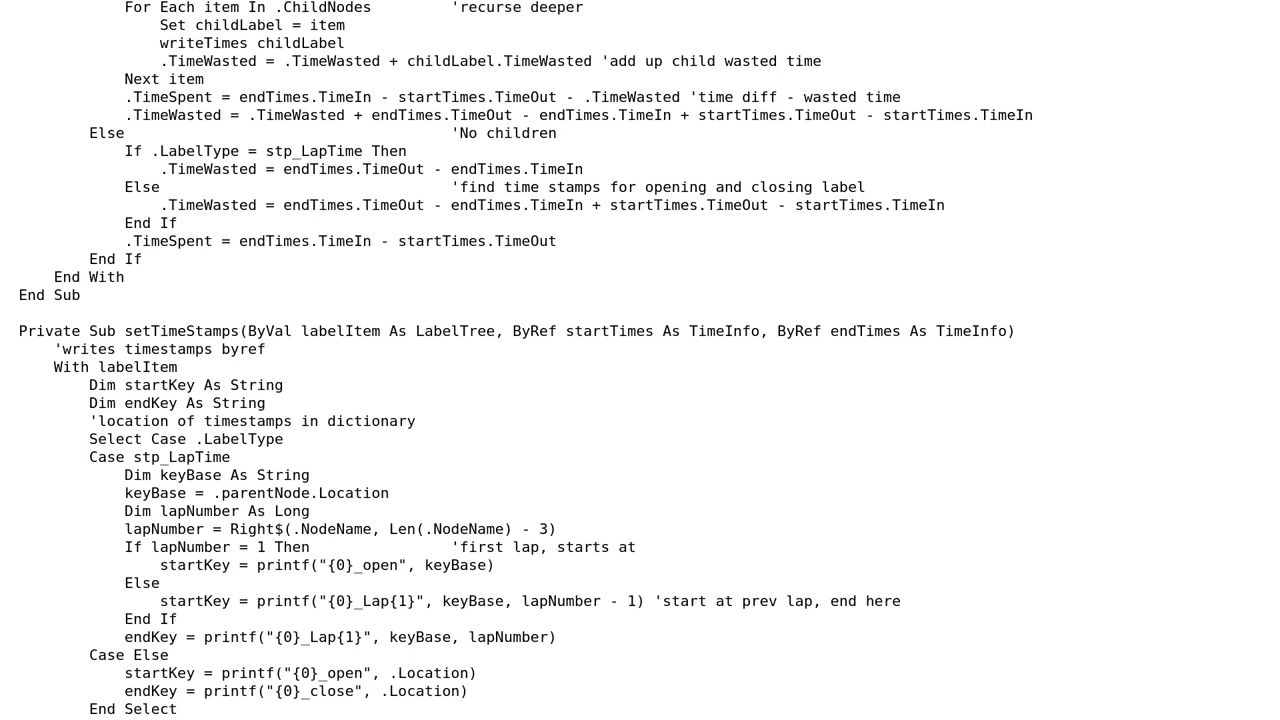 For Each item In .ChildNodes         'recurse deeper
                Set childLabel = item
                writeTimes childLabel
                .TimeWasted = .TimeWasted + childLabel.TimeWasted 'add up child wasted time
            Next item
            .TimeSpent = endTimes.TimeIn - startTimes.TimeOut - .TimeWasted 'time diff - wasted time
            .TimeWasted = .TimeWasted + endTimes.TimeOut - endTimes.TimeIn + startTimes.TimeOut - startTimes.TimeIn
        Else                                     'No children
            If .LabelType = stp_LapTime Then
                .TimeWasted = endTimes.TimeOut - endTimes.TimeIn
            Else                                 'find time stamps for opening and closing label
                .TimeWasted = endTimes.TimeOut - endTimes.TimeIn + startTimes.TimeOut - startTimes.TimeIn
            End If
            .TimeSpent = endTimes.TimeIn - startTimes.TimeOut
        End If
    End With
End Sub

Private Sub setTimeStamps(ByVal labelItem As LabelTree, ByRef startTimes As TimeInfo, ByRef endTimes As TimeInfo)
    'writes timestamps byref
    With labelItem
        Dim startKey As String
        Dim endKey As String
        'location of timestamps in dictionary
        Select Case .LabelType
        Case stp_LapTime
            Dim keyBase As String
            keyBase = .parentNode.Location
            Dim lapNumber As Long
            lapNumber = Right$(.NodeName, Len(.NodeName) - 3)
            If lapNumber = 1 Then                'first lap, starts at
                startKey = printf("{0}_open", keyBase)
            Else
                startKey = printf("{0}_Lap{1}", keyBase, lapNumber - 1) 'start at prev lap, end here
            End If
            endKey = printf("{0}_Lap{1}", keyBase, lapNumber)
        Case Else
            startKey = printf("{0}_open", .Location)
            endKey = printf("{0}_close", .Location)
        End Select